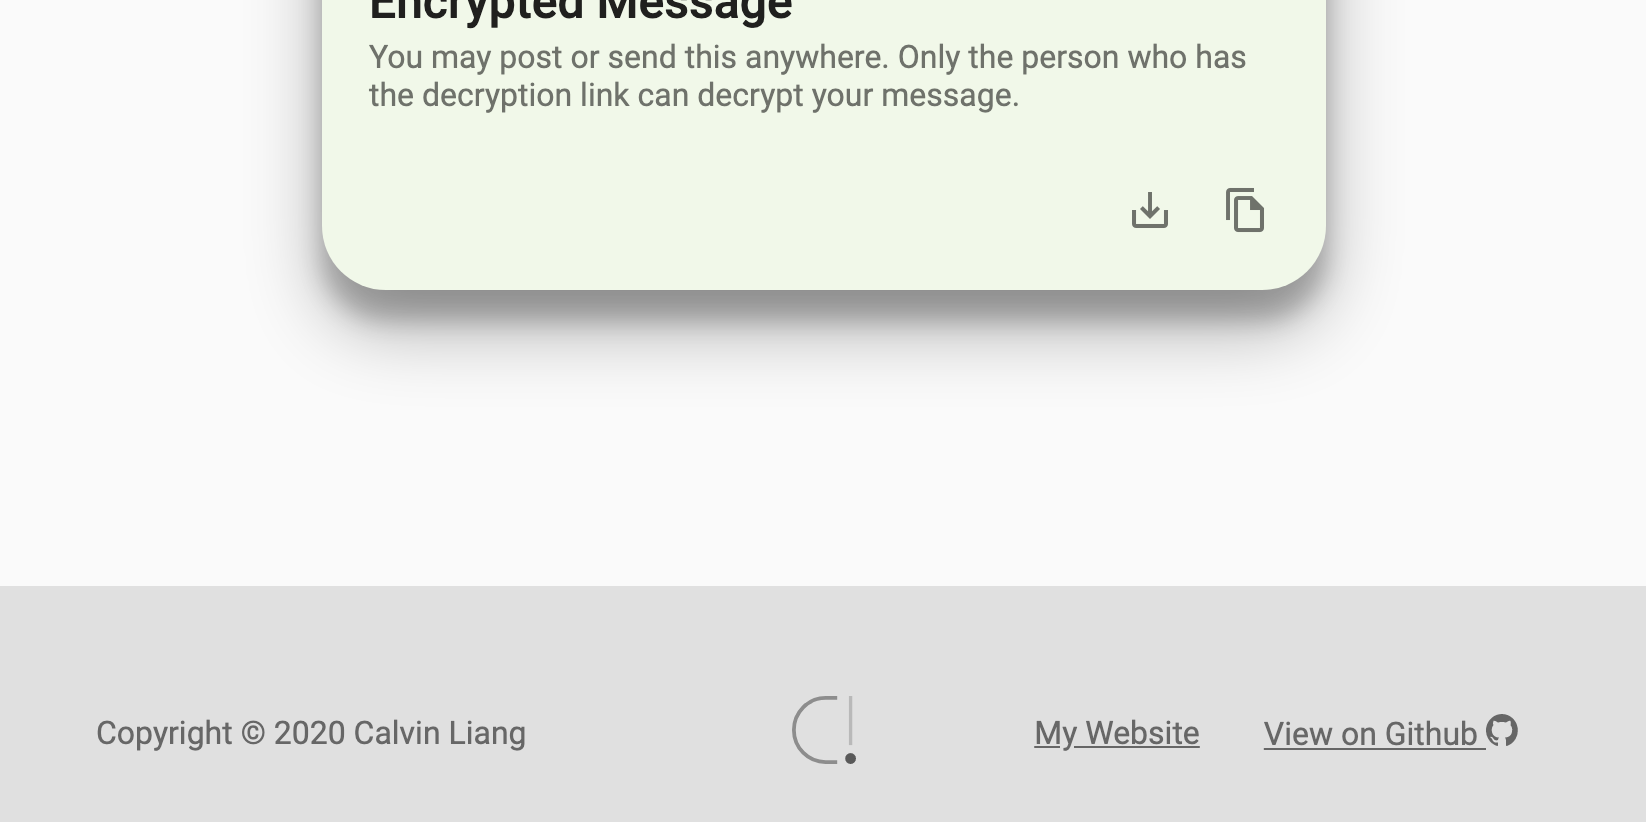 Encrypted Message
You may post or send this anywhere. Only the person who has
the decryption link can decrypt your message.
Copyright © 2020 Calvin Liang
C!
My Website
View on Github